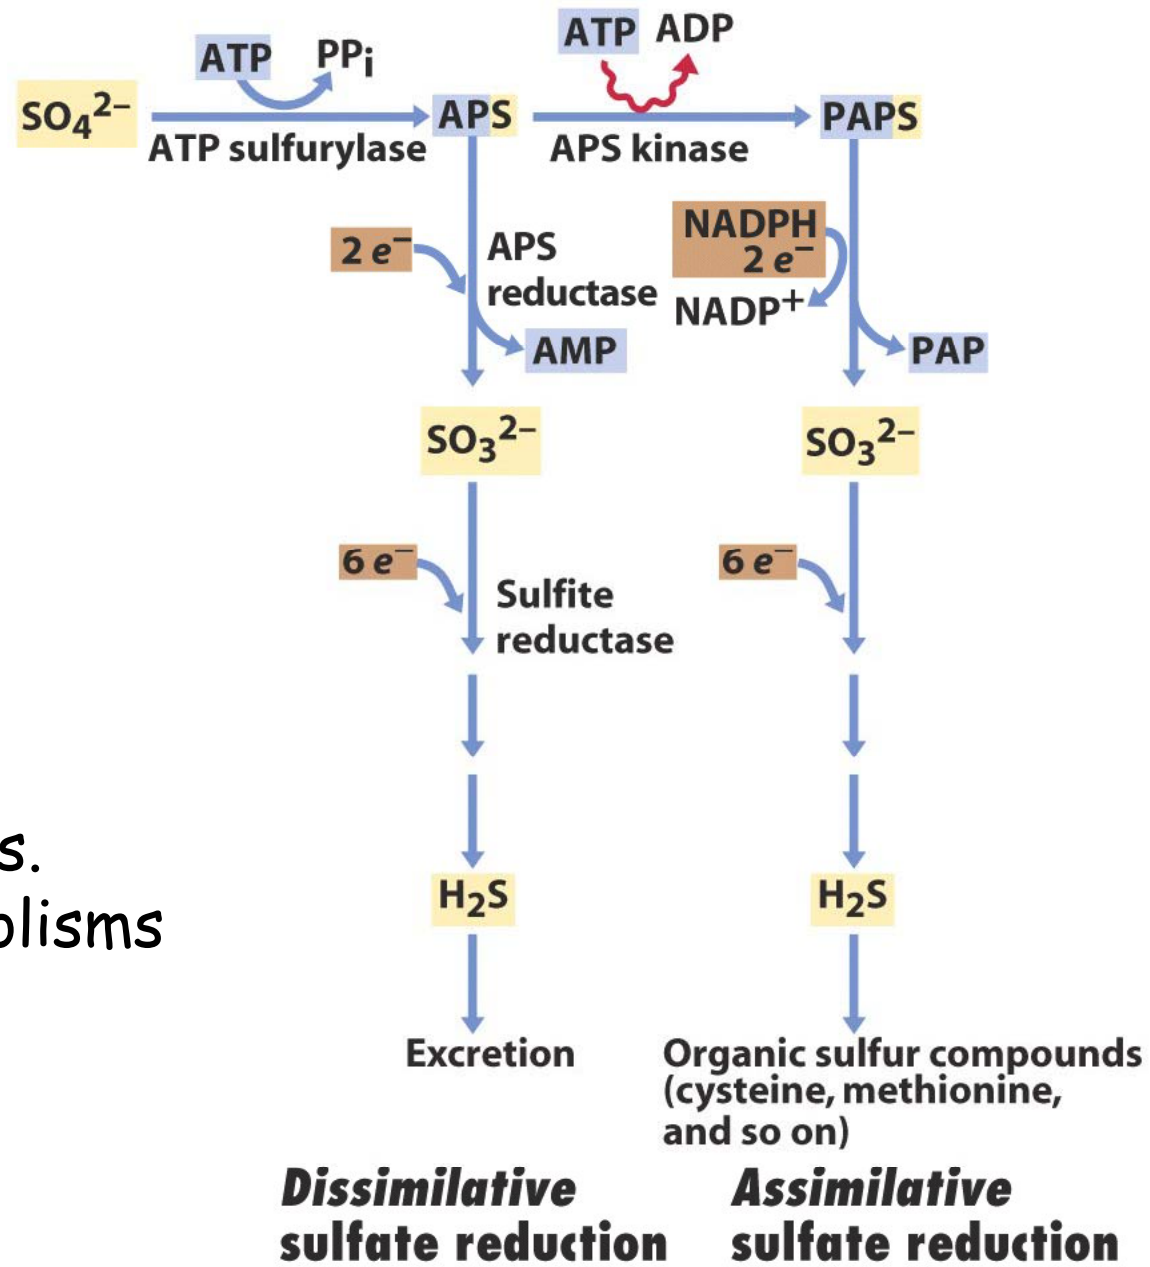 ATP PPi
ATP ADP
SO₄²⁻
APS
PAPS
ATP sulfurylase
APS kinase
2 e⁻
APS
reductase
AMP
NADPH
2 e⁻
NADP⁺
PAP
SO₃²⁻
SO₃²⁻
6 e⁻
Sulfite
reductase
6 e⁻
s.
olisms
H₂S
H₂S
Excretion
Organic sulfur compounds
(cysteine, methionine,
and so on)
Dissimilative
sulfate reduction
Assimilative
sulfate reduction